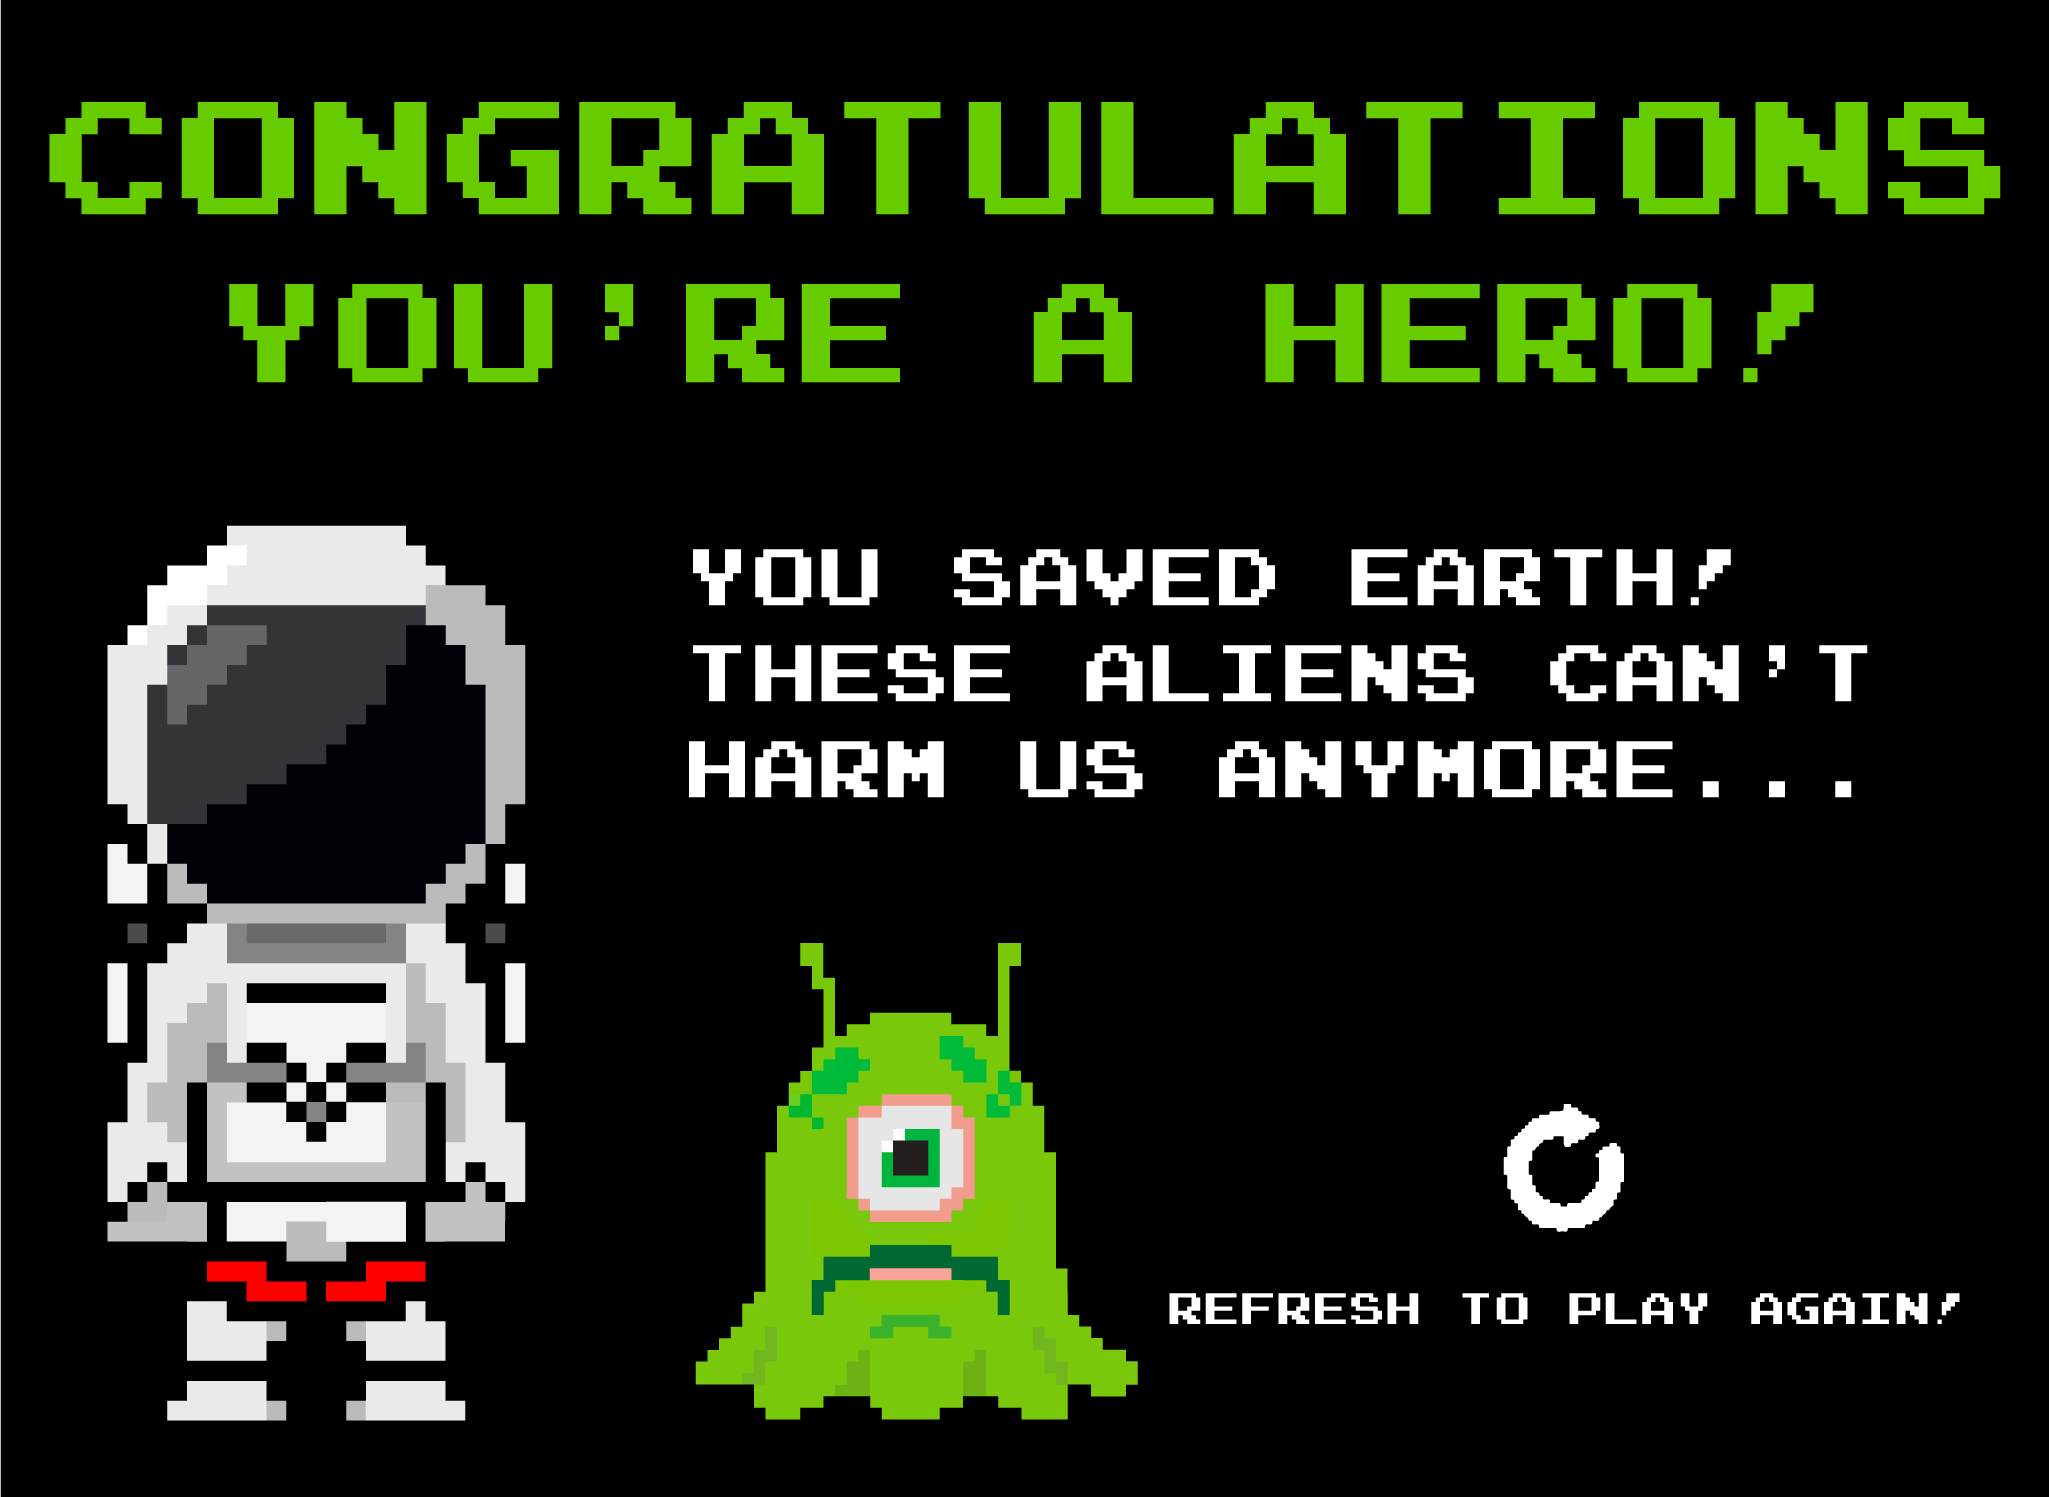 CONGRATULATIONS
YOU'RE A HERO!
YOU SAVED EARTH!
THESE ALIENS CAN'T
HARM US ANYMORE...
REFRESH TO PLAY AGAIN!